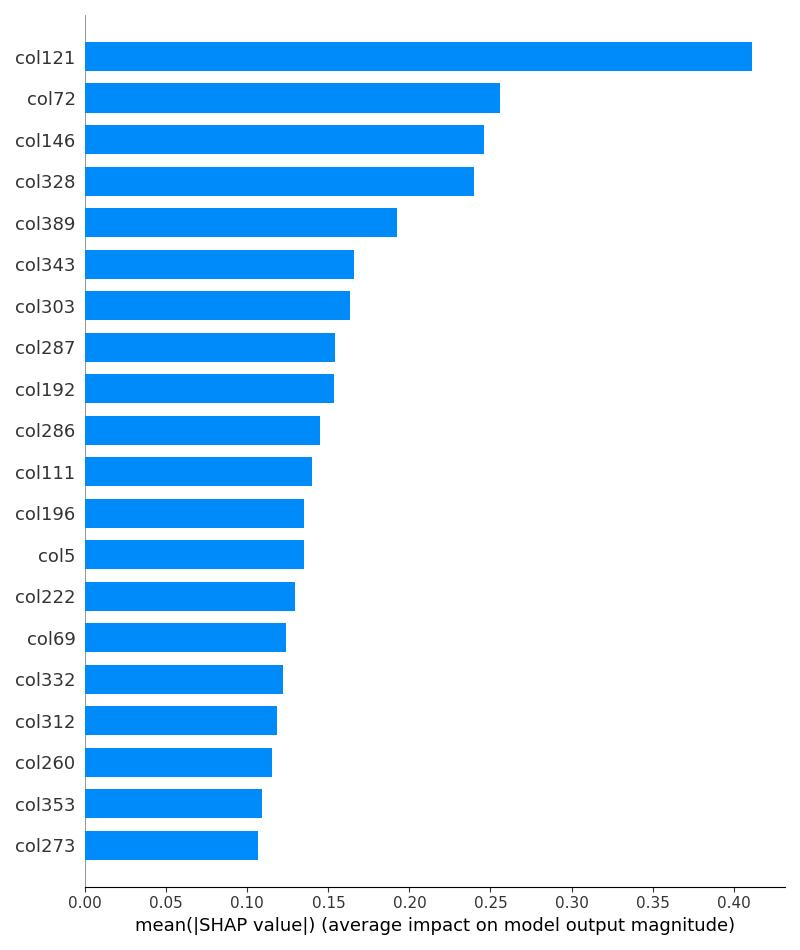 col121
col72
col146
col328
col389
col343
col303
col287
col192
col286
col111
col196
col5
col222
col69
col332
col312
col260
col353
col273
0.00 0.05 0.10 0.15 0.20 0.25 0.30 0.35 0.40
mean(|SHAP value|) (average impact on model output magnitude)